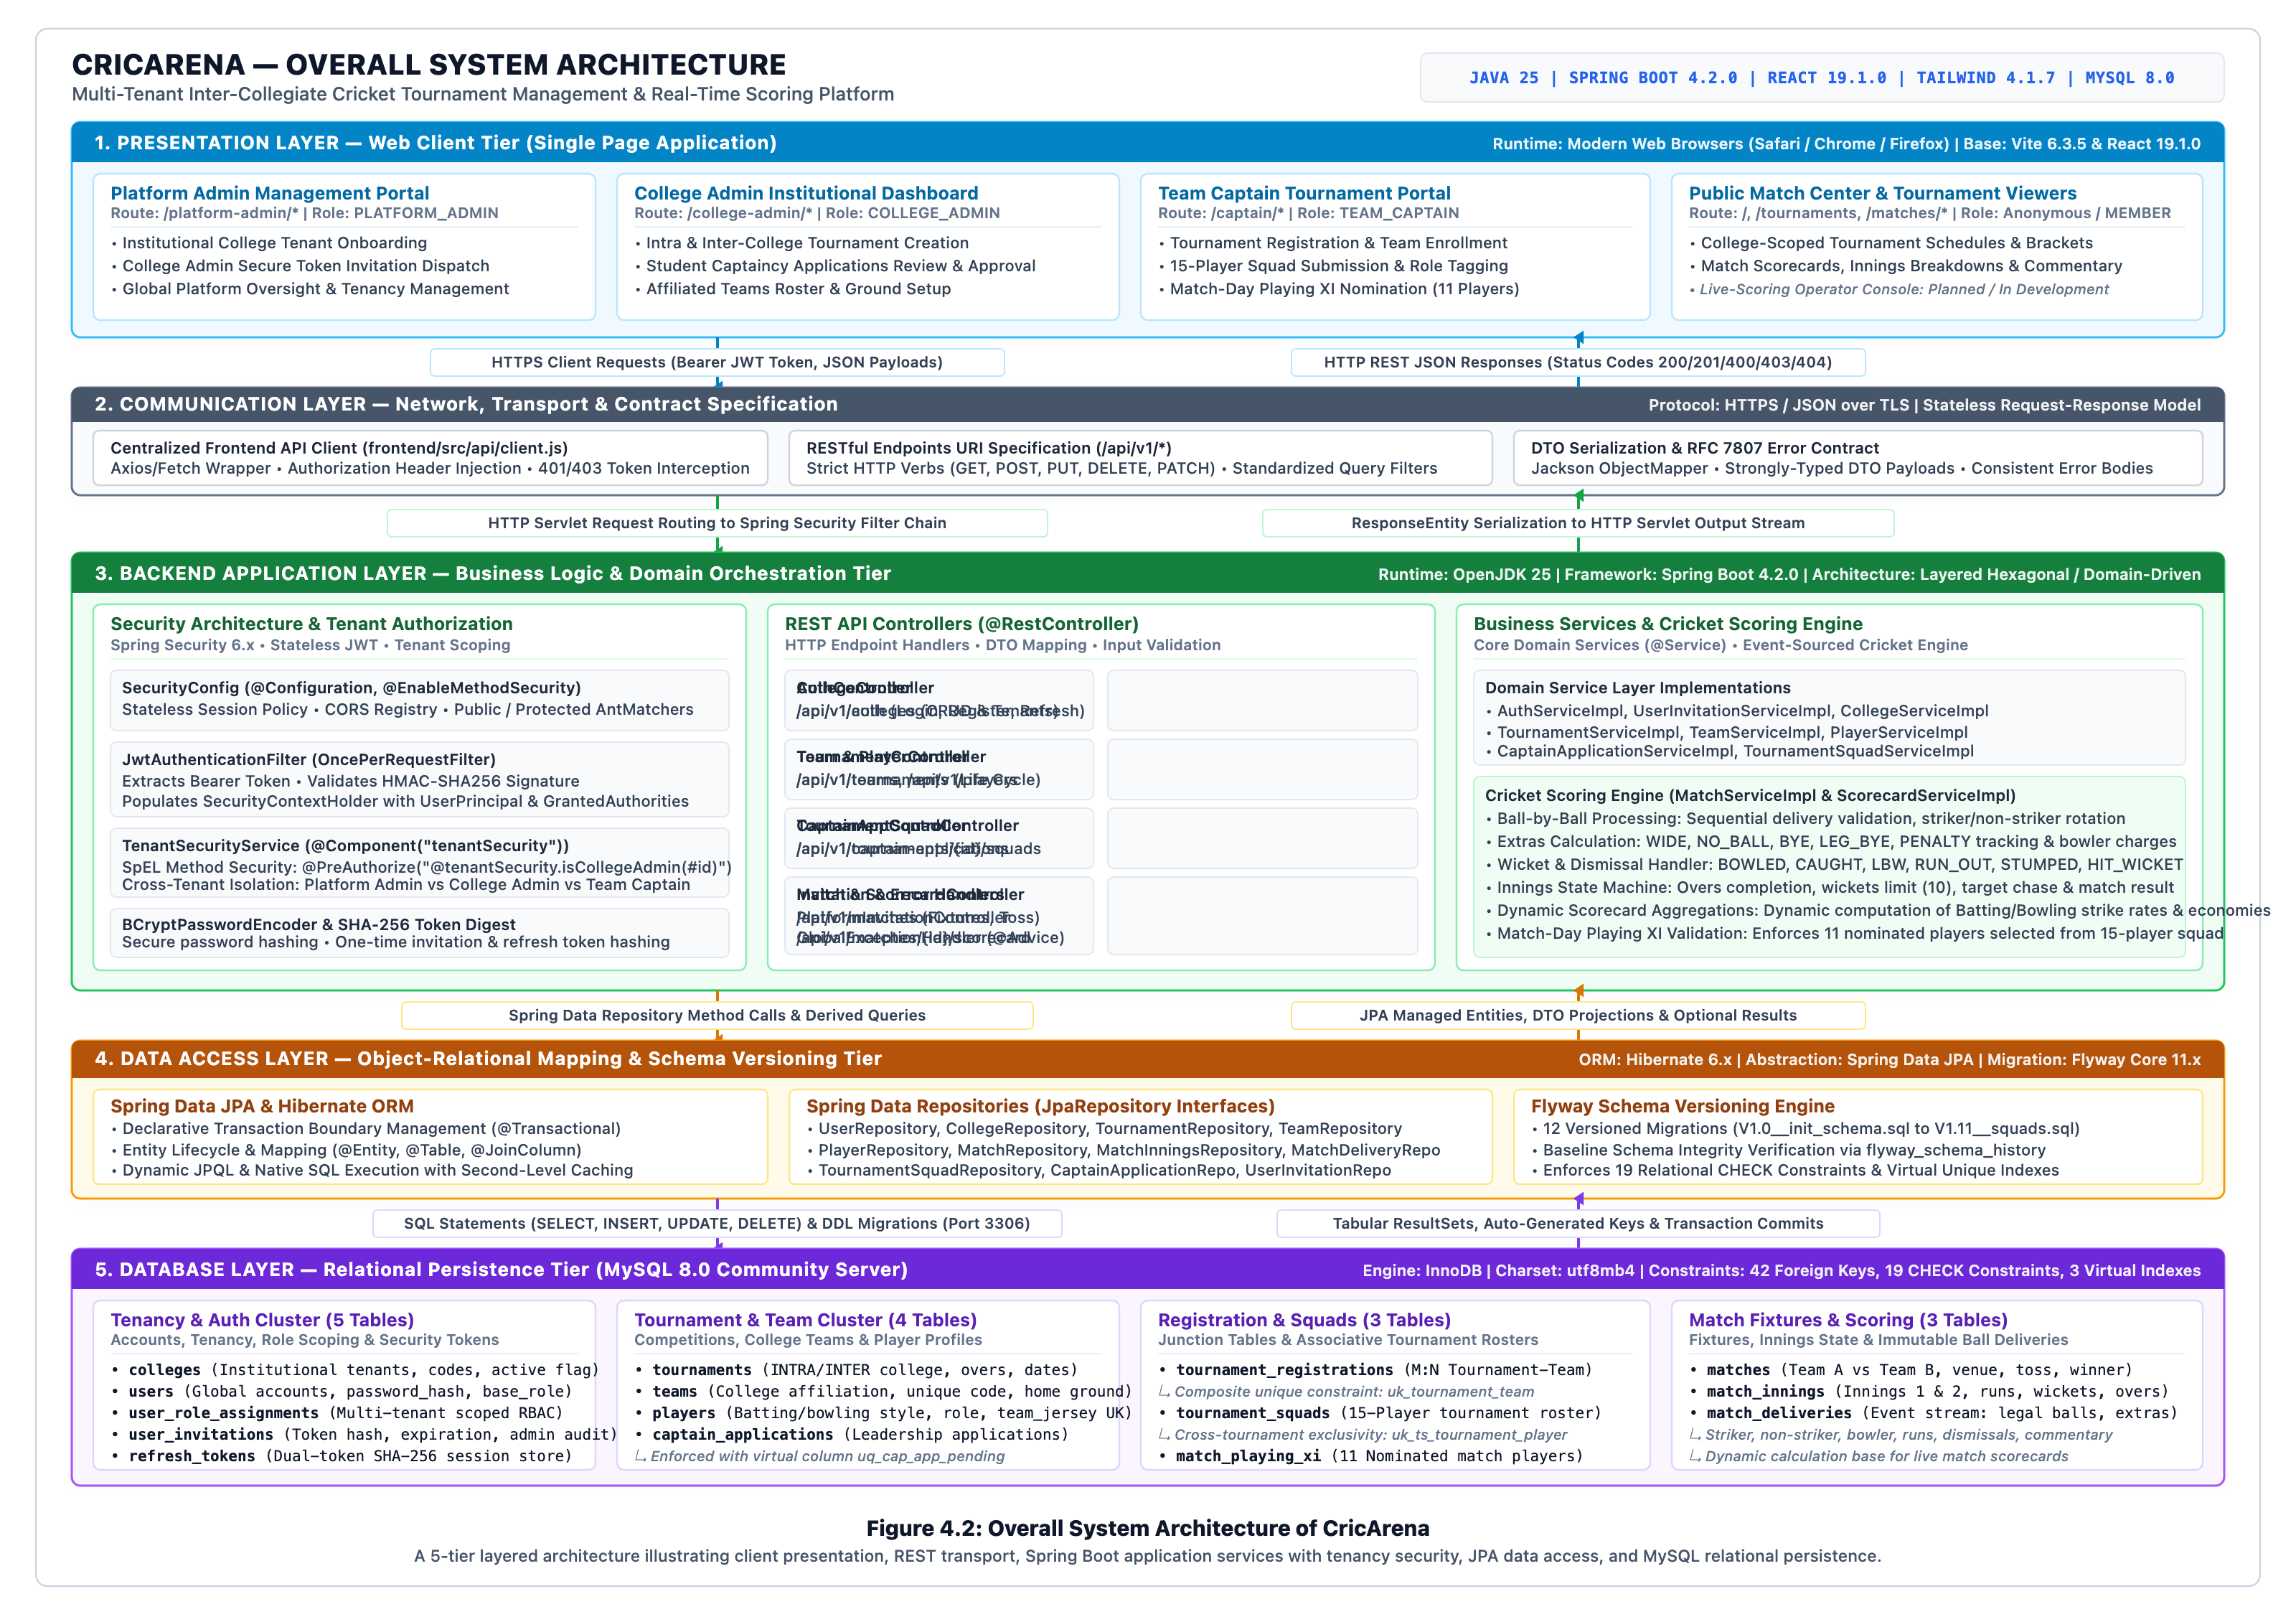 CRICARENA — OVERALL SYSTEM ARCHITECTURE
Multi-Tenant Inter-Collegiate Cricket Tournament Management & Real-Time Scoring Platform
JAVA 25 | SPRING BOOT 4.2.0 | REACT 19.1.0 | TAILWIND 4.1.7 | MYSQL 8.0
1. PRESENTATION LAYER — Web Client Tier (Single Page Application)
Runtime: Modern Web Browsers (Safari / Chrome / Firefox) | Base: Vite 6.3.5 & React 19.1.0
Platform Admin Management Portal
Route: /platform-admin/* | Role: PLATFORM_ADMIN
• Institutional College Tenant Onboarding
• College Admin Secure Token Invitation Dispatch
• Global Platform Oversight & Tenancy Management
College Admin Institutional Dashboard
Route: /college-admin/* | Role: COLLEGE_ADMIN
• Intra & Inter-College Tournament Creation
• Student Captaincy Applications Review & Approval
• Affiliated Teams Roster & Ground Setup
Team Captain Tournament Portal
Route: /captain/* | Role: TEAM_CAPTAIN
• Tournament Registration & Team Enrollment
• 15-Player Squad Submission & Role Tagging
• Match-Day Playing XI Nomination (11 Players)
Public Match Center & Tournament Viewers
Route: /, /tournaments, /matches/* | Role: Anonymous / MEMBER
• College-Scoped Tournament Schedules & Brackets
• Match Scorecards, Innings Breakdowns & Commentary
• Live-Scoring Operator Console: Planned / In Development
HTTPS Client Requests (Bearer JWT Token, JSON Payloads)
HTTP REST JSON Responses (Status Codes 200/201/400/403/404)
2. COMMUNICATION LAYER — Network, Transport & Contract Specification
Protocol: HTTPS / JSON over TLS | Stateless Request-Response Model
Centralized Frontend API Client (frontend/src/api/client.js)
Axios/Fetch Wrapper • Authorization Header Injection • 401/403 Token Interception
RESTful Endpoints URI Specification (/api/v1/*)
Strict HTTP Verbs (GET, POST, PUT, DELETE, PATCH) • Standardized Query Filters
DTO Serialization & RFC 7807 Error Contract
Jackson ObjectMapper • Strongly-Typed DTO Payloads • Consistent Error Bodies
HTTP Servlet Request Routing to Spring Security Filter Chain
ResponseEntity Serialization to HTTP Servlet Output Stream
3. BACKEND APPLICATION LAYER — Business Logic & Domain Orchestration Tier
Runtime: OpenJDK 25 | Framework: Spring Boot 4.2.0 | Architecture: Layered Hexagonal / Domain-Driven
Security Architecture & Tenant Authorization
Spring Security 6.x • Stateless JWT • Tenant Scoping
SecurityConfig (@Configuration, @EnableMethodSecurity)
Stateless Session Policy • CORS Registry • Public / Protected AntMatchers
JwtAuthenticationFilter (OncePerRequestFilter)
Extracts Bearer Token • Validates HMAC-SHA256 Signature
Populates SecurityContextHolder with UserPrincipal & GrantedAuthorities
TenantSecurityService (@Component("tenantSecurity"))
SpEL Method Security: @PreAuthorize("@tenantSecurity.isCollegeAdmin(#id)")
Cross-Tenant Isolation: Platform Admin vs College Admin vs Team Captain
BCryptPasswordEncoder & SHA-256 Token Digest
Secure password hashing • One-time invitation & refresh token hashing
REST API Controllers (@RestController)
HTTP Endpoint Handlers • DTO Mapping • Input Validation
Business Services & Cricket Scoring Engine
Core Domain Services (@Service) • Event-Sourced Cricket Engine
Domain Service Layer Implementations
• AuthServiceImpl, UserInvitationServiceImpl, CollegeServiceImpl
• TournamentServiceImpl, TeamServiceImpl, PlayerServiceImpl
• CaptainApplicationServiceImpl, TournamentSquadServiceImpl
Cricket Scoring Engine (MatchServiceImpl & ScorecardServiceImpl)
• Ball-by-Ball Processing: Sequential delivery validation, striker/non-striker rotation
• Extras Calculation: WIDE, NO_BALL, BYE, LEG_BYE, PENALTY tracking & bowler charges
• Wicket & Dismissal Handler: BOWLED, CAUGHT, LBW, RUN_OUT, STUMPED, HIT_WICKET
• Innings State Machine: Overs completion, wickets limit (10), target chase & match result
• Dynamic Scorecard Aggregations: Dynamic computation of Batting/Bowling strike rates & economies
• Match-Day Playing XI Validation: Enforces 11 nominated players selected from 15-player squad
Spring Data Repository Method Calls & Derived Queries
JPA Managed Entities, DTO Projections & Optional Results
4. DATA ACCESS LAYER — Object-Relational Mapping & Schema Versioning Tier
ORM: Hibernate 6.x | Abstraction: Spring Data JPA | Migration: Flyway Core 11.x
Spring Data JPA & Hibernate ORM
• Declarative Transaction Boundary Management (@Transactional)
• Entity Lifecycle & Mapping (@Entity, @Table, @JoinColumn)
• Dynamic JPQL & Native SQL Execution with Second-Level Caching
Spring Data Repositories (JpaRepository Interfaces)
• UserRepository, CollegeRepository, TournamentRepository, TeamRepository
• PlayerRepository, MatchRepository, MatchInningsRepository, MatchDeliveryRepo
• TournamentSquadRepository, CaptainApplicationRepo, UserInvitationRepo
Flyway Schema Versioning Engine
• 12 Versioned Migrations (V1.0__init_schema.sql to V1.11__squads.sql)
• Baseline Schema Integrity Verification via flyway_schema_history
• Enforces 19 Relational CHECK Constraints & Virtual Unique Indexes
SQL Statements (SELECT, INSERT, UPDATE, DELETE) & DDL Migrations (Port 3306)
Tabular ResultSets, Auto-Generated Keys & Transaction Commits
5. DATABASE LAYER — Relational Persistence Tier (MySQL 8.0 Community Server)
Engine: InnoDB | Charset: utf8mb4 | Constraints: 42 Foreign Keys, 19 CHECK Constraints, 3 Virtual Indexes
Tenancy & Auth Cluster (5 Tables)
Accounts, Tenancy, Role Scoping & Security Tokens
• colleges (Institutional tenants, codes, active flag)
• users (Global accounts, password_hash, base_role)
• user_role_assignments (Multi-tenant scoped RBAC)
• user_invitations (Token hash, expiration, admin audit)
• refresh_tokens (Dual-token SHA-256 session store)
Tournament & Team Cluster (4 Tables)
Competitions, College Teams & Player Profiles
• tournaments (INTRA/INTER college, overs, dates)
• teams (College affiliation, unique code, home ground)
• players (Batting/bowling style, role, team_jersey UK)
• captain_applications (Leadership applications)
↳ Enforced with virtual column uq_cap_app_pending
Registration & Squads (3 Tables)
Junction Tables & Associative Tournament Rosters
• tournament_registrations (M:N Tournament-Team)
↳ Composite unique constraint: uk_tournament_team
• tournament_squads (15-Player tournament roster)
↳ Cross-tournament exclusivity: uk_ts_tournament_player
• match_playing_xi (11 Nominated match players)
Match Fixtures & Scoring (3 Tables)
Fixtures, Innings State & Immutable Ball Deliveries
• matches (Team A vs Team B, venue, toss, winner)
• match_innings (Innings 1 & 2, runs, wickets, overs)
• match_deliveries (Event stream: legal balls, extras)
↳ Striker, non-striker, bowler, runs, dismissals, commentary
↳ Dynamic calculation base for live match scorecards
Figure 4.2: Overall System Architecture of CricArena
A 5-tier layered architecture illustrating client presentation, REST transport, Spring Boot application services with tenancy security, JPA data access, and MySQL relational persistence.